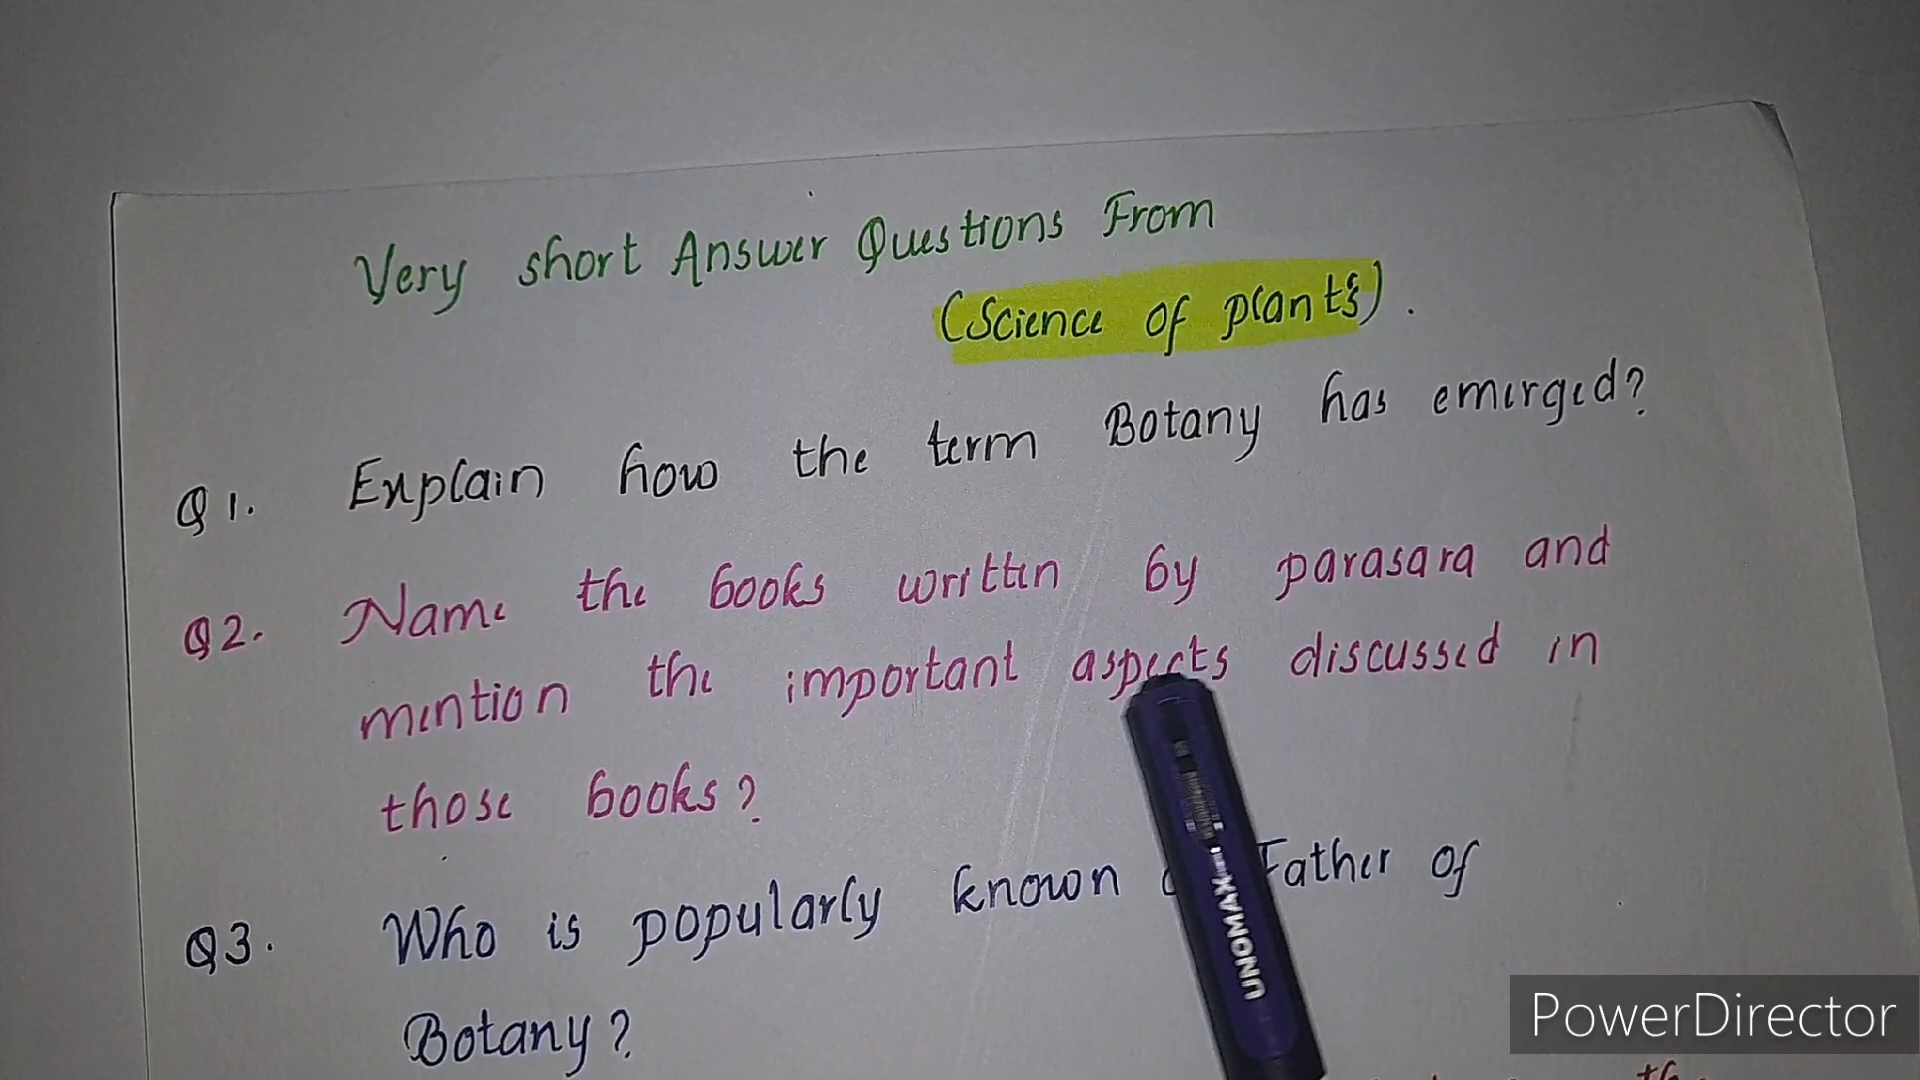 Very short Answer Questions From
(Science of plants).
Q1. Explain how the term Botany has emerged?
Q2. Name the books written by parasara and
mention the important aspects discussed in
those books?
Q3. Who is popularly known Father of
Botany?
the
UNOMAX
PowerDirector